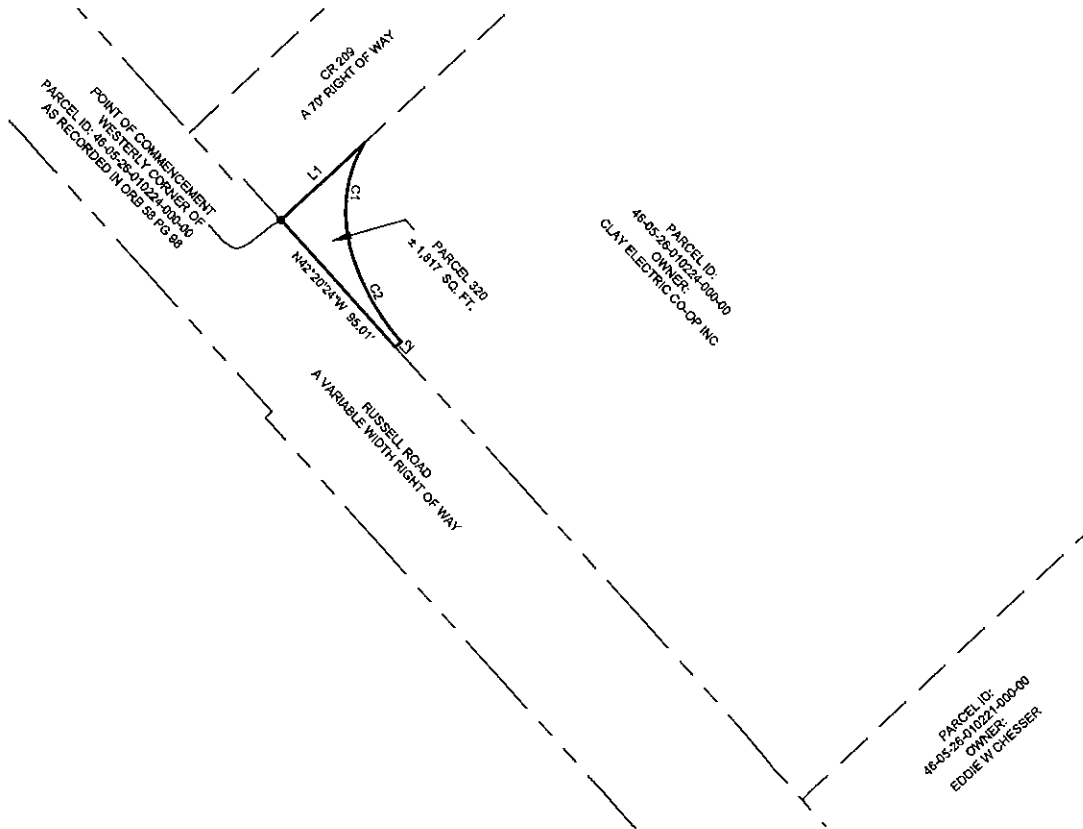 CR 209
A 70' RIGHT OF WAY
POINT OF COMMENCEMENT
WESTERLY CORNER OF
PARCEL ID: 46-05-26-010224-000-00
AS RECORDED IN ORB 58 PG 88
L1
C1
PARCEL 320
± 1,817 SQ. FT.
C2
N42°20'24"W 95.01'
L2
PARCEL ID:
46-05-26-010224-000-00
OWNER:
CLAY ELECTRIC CO-OP INC
RUSSELL ROAD
A VARIABLE WIDTH RIGHT OF WAY
PARCEL ID:
46-05-26-010221-000-00
OWNER:
EDDIE W CHESSER